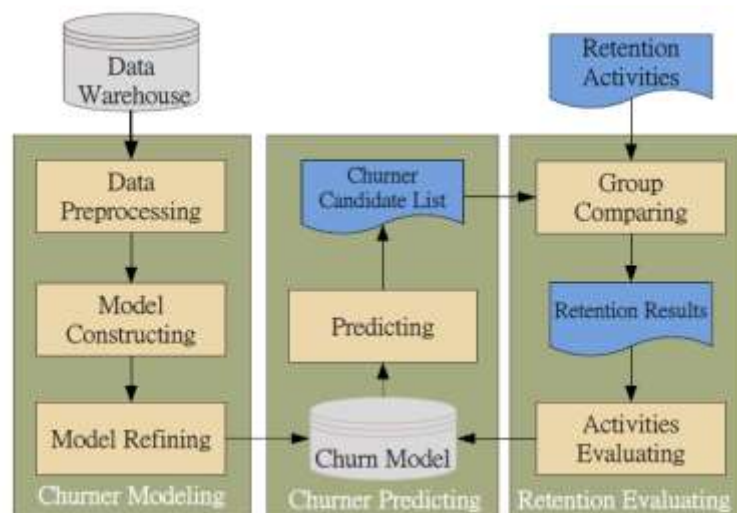 Data
Warehouse
Retention
Activities
Data
Preprocessing
Model
Constructing
Model Refining
Churner Modeling
Churner
Candidate List
Predicting
Churn Model
Churner Predicting
Group
Comparing
Retention Results
Activities
Evaluating
Retention Evaluating